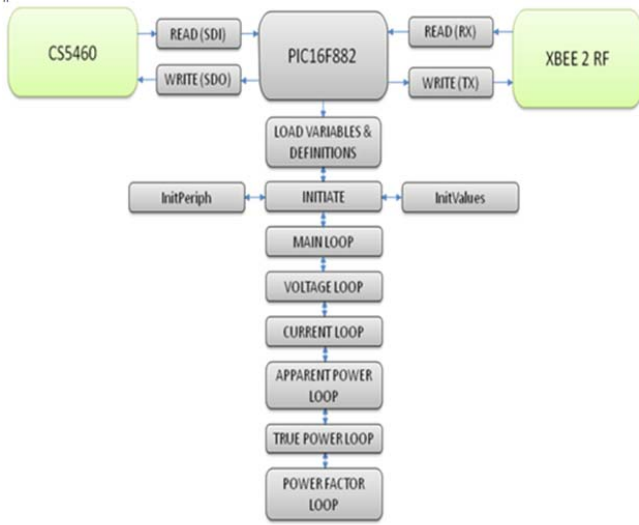 CS5460
READ (SDI)
WRITE (SDO)
PIC16F882
READ (RX)
WRITE (TX)
XBEE 2 RF
LOAD VARIABLES &
DEFINITIONS
InitPeriph
INITIATE
InitValues
MAIN LOOP
VOLTAGE LOOP
CURRENT LOOP
APPARENT POWER
LOOP
TRUE POWER LOOP
POWER FACTOR
LOOP